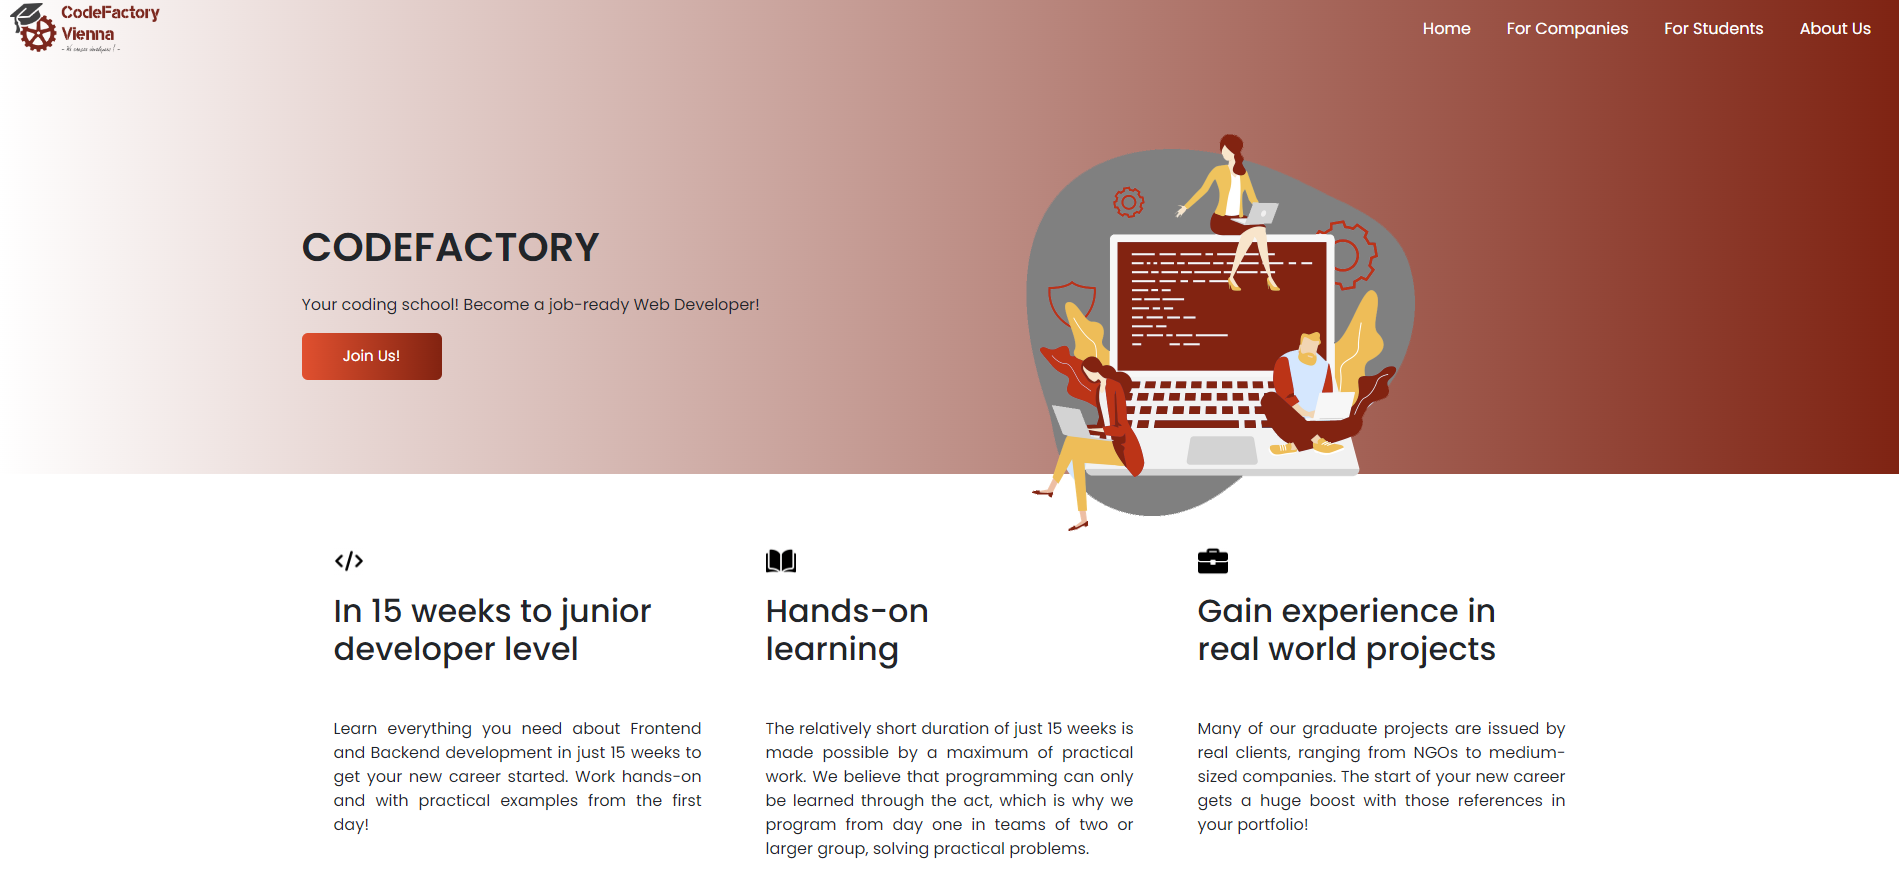 CodeFactory
Vienna
Home For Companies For Students About Us
CODEFACTORY
Your coding school! Become a job-ready Web Developer!
Join Us!
In 15 weeks to junior
developer level
Learn everything you need about Frontend
and Backend development in just 15 weeks to
get your new career started. Work hands-on
and with practical examples from the first
day!
Hands-on
learning
The relatively short duration of just 15 weeks is
made possible by a maximum of practical
work. We believe that programming can only
be learned through the act, which is why we
program from day one in teams of two or
larger group, solving practical problems.
Gain experience in
real world projects
Many of our graduate projects are issued by
real clients, ranging from NGOs to medium-
sized companies. The start of your new career
gets a huge boost with those references in
your portfolio!